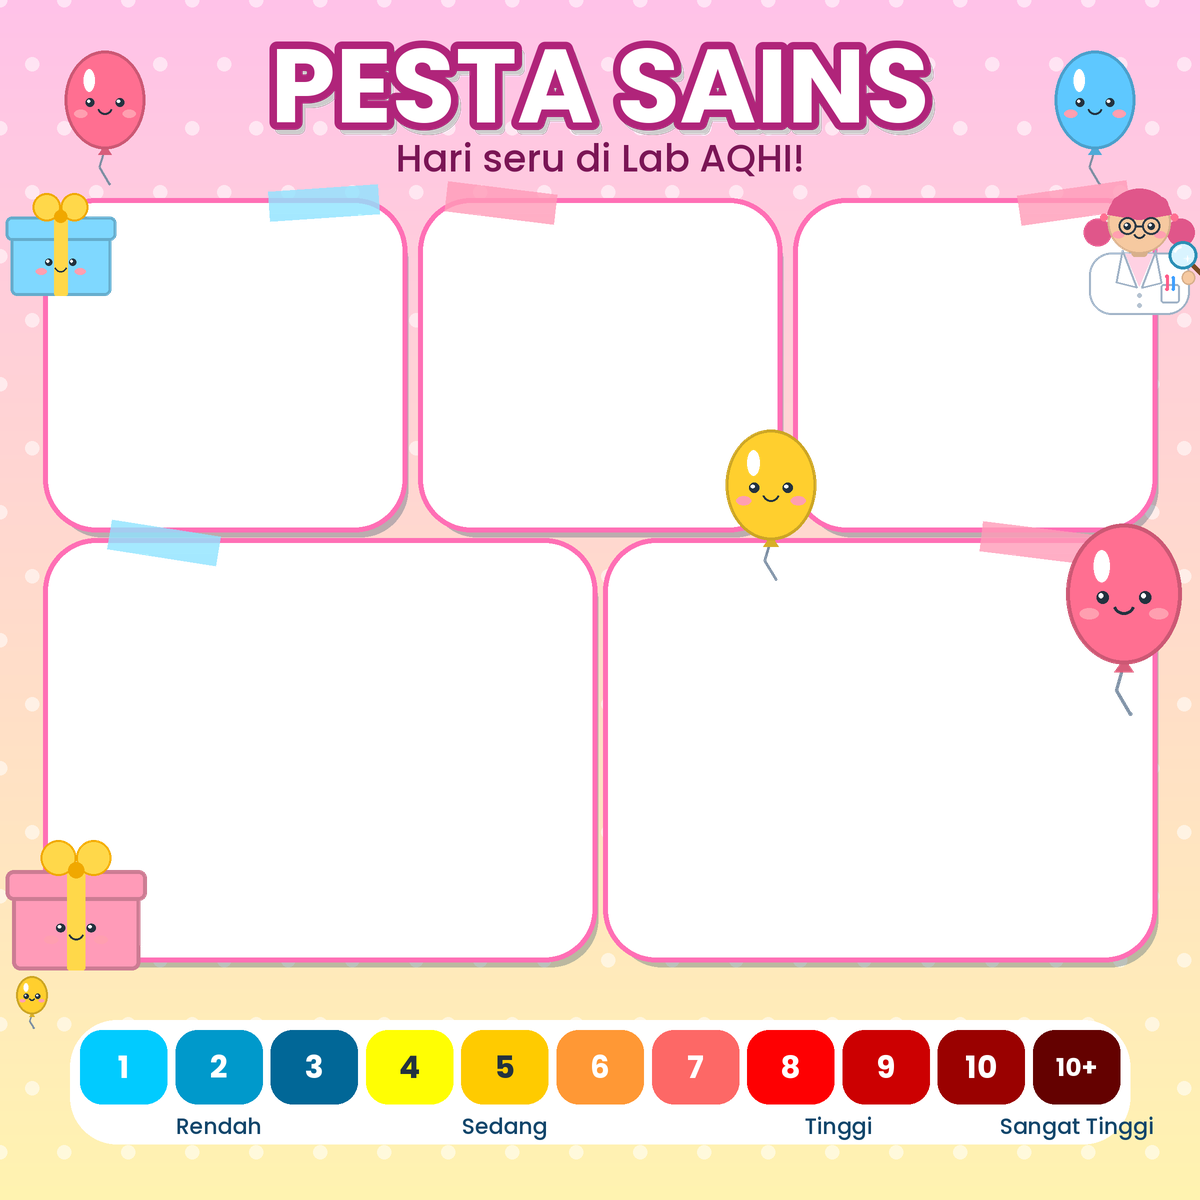 PESTA SAINS
Hari seru di Lab AQHI!
1 2 3 4 5 6 7 8 9 10 10+
Rendah Sedang Tinggi Sangat Tinggi